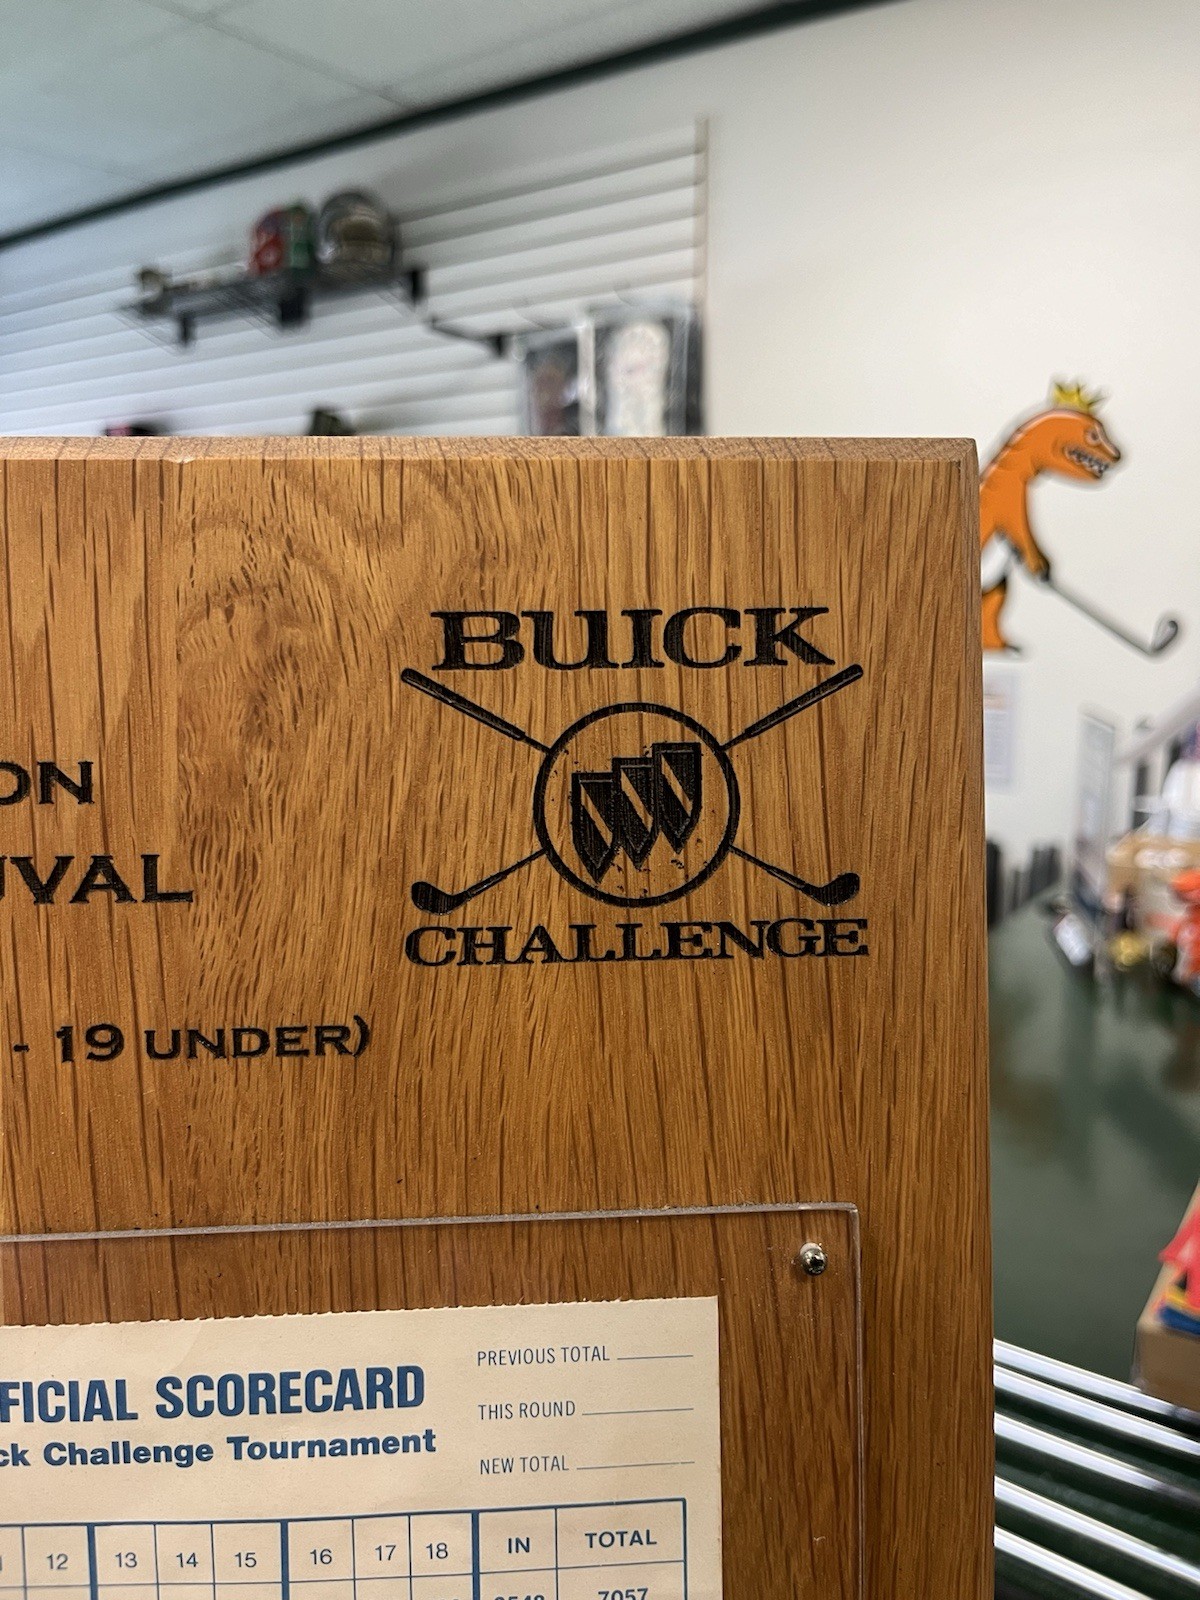 BUICK
ON
UVAL
CHALLENGE
- 19 UNDER)
FICIAL SCORECARD
ck Challenge Tournament
PREVIOUS TOTAL
THIS ROUND
NEW TOTAL
12 13 14 15 16 17 18 IN TOTAL
3548 7057